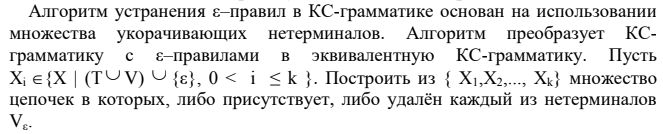 Алгоритм устранения ε–правил в КС-грамматике основан на использовании
множества укорачивающих нетерминалов. Алгоритм преобразует КС-
грамматику с ε–правилами в эквивалентную КС-грамматику. Пусть
Xi ∈{X | (T∪V) ∪ {ε}, 0 < i ≤ k }. Построить из { X1,X2,..., Xk} множество
цепочек в которых, либо присутствует, либо удалён каждый из нетерминалов
Vε.